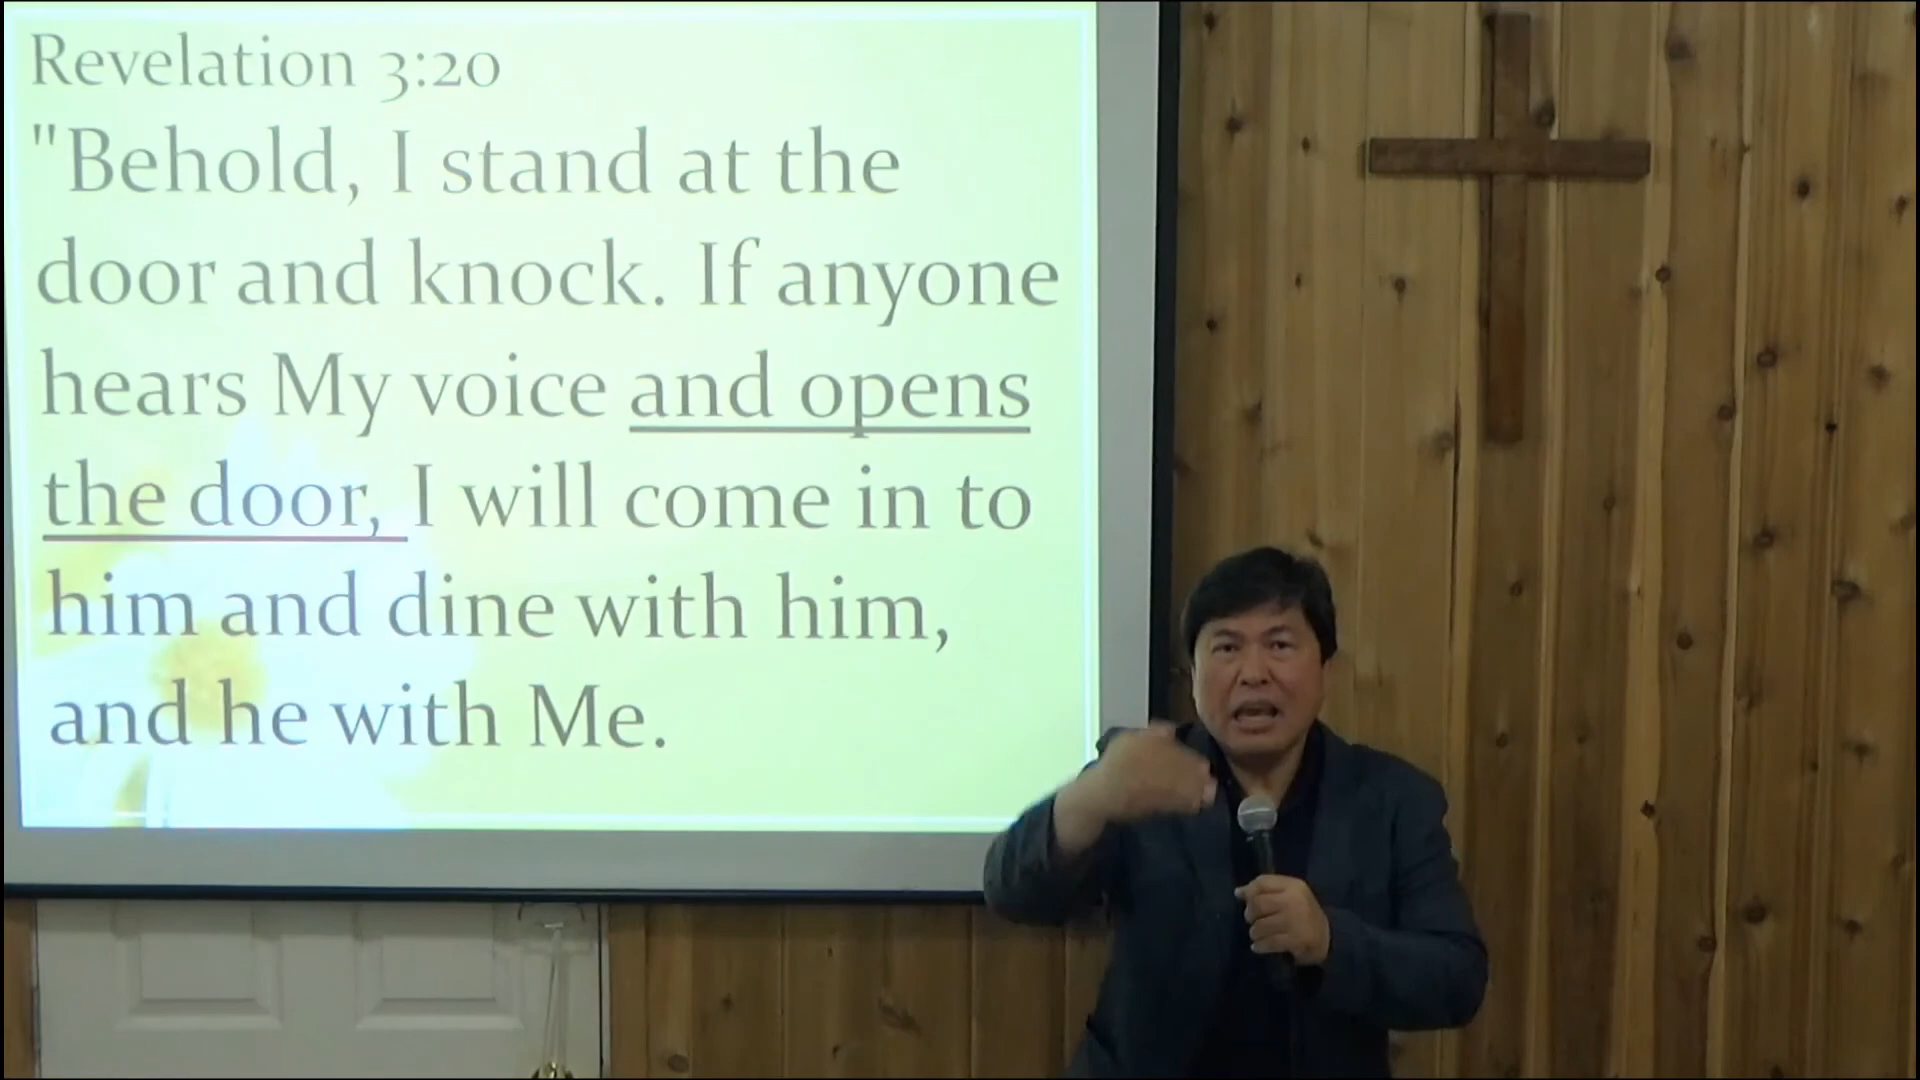 Revelation 3:20
"Behold, I stand at the
door and knock. If anyone
hears My voice and opens
the door, I will come in to
him and dine with him,
and he with Me.